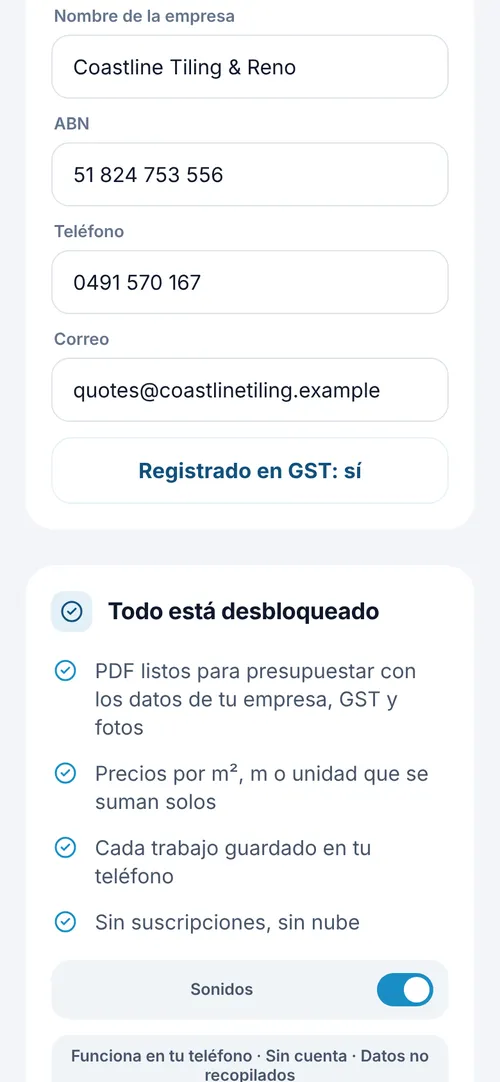 Nombre de la empresa
Coastline Tiling & Reno
ABN
51 824 753 556
Teléfono
0491 570 167
Correo
quotes@coastlinetiling.example
Registrado en GST: sí
Todo está desbloqueado
PDF listos para presupuestar con
los datos de tu empresa, GST y
fotos
Precios por m², m o unidad que se
suman solos
Cada trabajo guardado en tu
teléfono
Sin suscripciones, sin nube
Sonidos
Funciona en tu teléfono · Sin cuenta · Datos no
recopilados